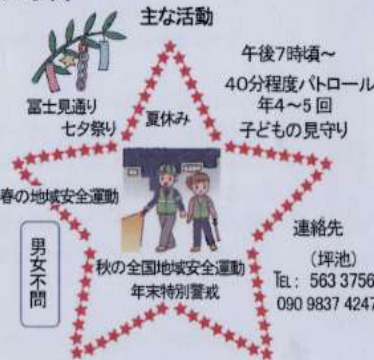 主な活動
午後7時頃~
40分程度パトロール
年4~5回
子どもの見守り
冨士見通り
七夕祭り
夏休み
春の地域安全運動
男女不問
秋の全国地域安全運動
年末特別警戒
連絡先
(坪池)
TEL: 563 3756
090 9837 4247